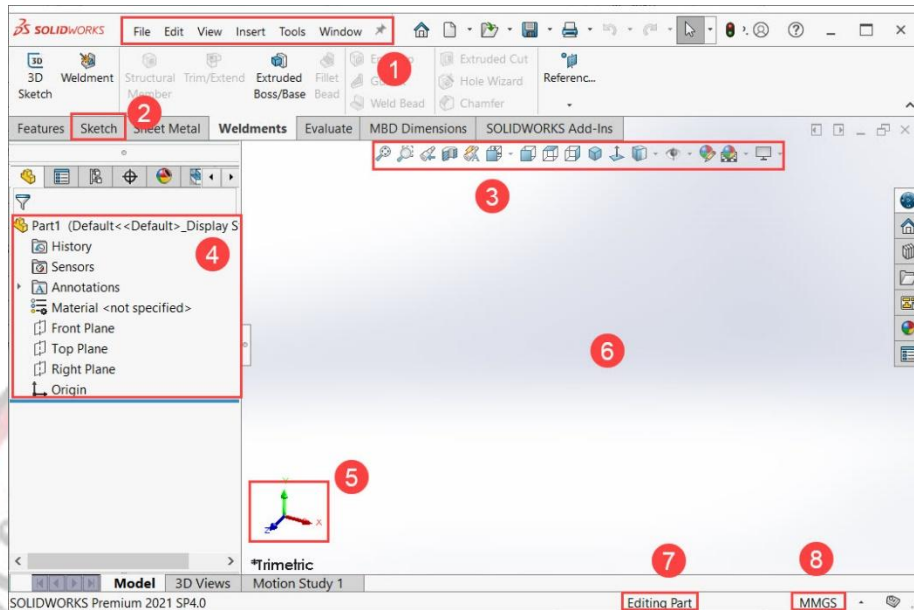 SOLIDWORKS File Edit View Insert Tools Window
1
3D Sketch
Weldment
Structural Member
Trim/Extend
Extruded Boss/Base
Fillet Bead
Weld Bead
Extruded Cut
Hole Wizard
Chamfer
Referenc...
2
Features Sketch Sheet Metal Weldments Evaluate MBD Dimensions SOLIDWORKS Add-Ins
3
Part1 (Default<<Default>_Display S
4
History
Sensors
Annotations
Material <not specified>
Front Plane
Top Plane
Right Plane
Origin
6
5
Y
X
Z
*Trimetric
7
8
Model 3D Views Motion Study 1
SOLIDWORKS Premium 2021 SP4.0 Editing Part MMGS